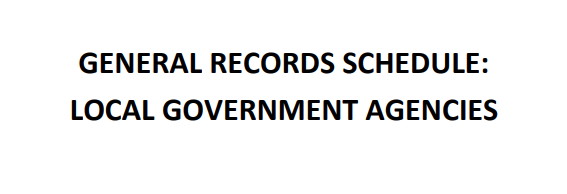 GENERAL RECORDS SCHEDULE:
LOCAL GOVERNMENT AGENCIES